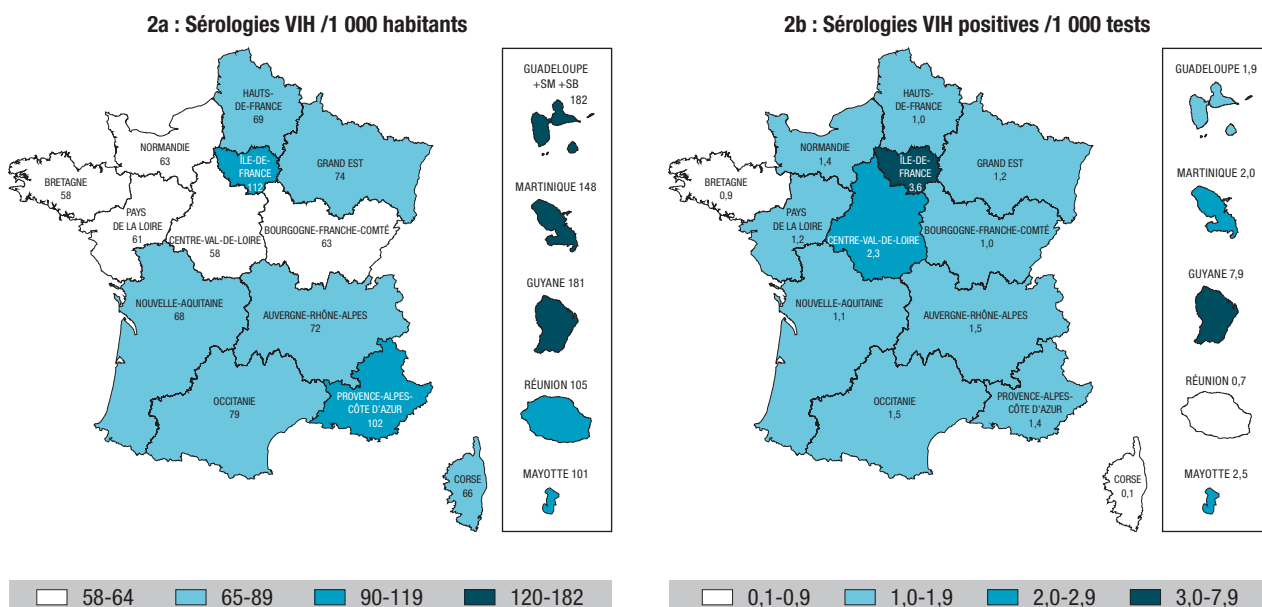 2a : Sérologies VIH /1 000 habitants
HAUTS-
DE-FRANCE
69
NORMANDIE
63
ÎLE-DE-
FRANCE
112
GRAND EST
74
BRETAGNE
58
PAYS
DE LA LOIRE
61
CENTRE-VAL-DE-LOIRE
58
BOURGOGNE-FRANCHE-COMTÉ
63
NOUVELLE-AQUITAINE
68
AUVERGNE-RHÔNE-ALPES
72
OCCITANIE
79
PROVENCE-ALPES-
CÔTE D'AZUR
102
CORSE
66
GUADELOUPE
+SM +SB
182
MARTINIQUE 148
GUYANE 181
RÉUNION 105
MAYOTTE 101
58-64
65-89
90-119
120-182
2b : Sérologies VIH positives /1 000 tests
HAUTS-
DE-FRANCE
1,0
NORMANDIE
1,4
ÎLE-DE-
FRANCE
3,6
GRAND EST
1,2
BRETAGNE
0,9
PAYS
DE LA LOIRE
1,2
CENTRE-VAL-DE-LOIRE
2,3
BOURGOGNE-FRANCHE-COMTÉ
1,0
NOUVELLE-AQUITAINE
1,1
AUVERGNE-RHÔNE-ALPES
1,5
OCCITANIE
1,5
PROVENCE-ALPES-
CÔTE D'AZUR
1,4
CORSE
0,1
GUADELOUPE 1,9
MARTINIQUE 2,0
GUYANE 7,9
RÉUNION 0,7
MAYOTTE 2,5
0,1-0,9
1,0-1,9
2,0-2,9
3,0-7,9